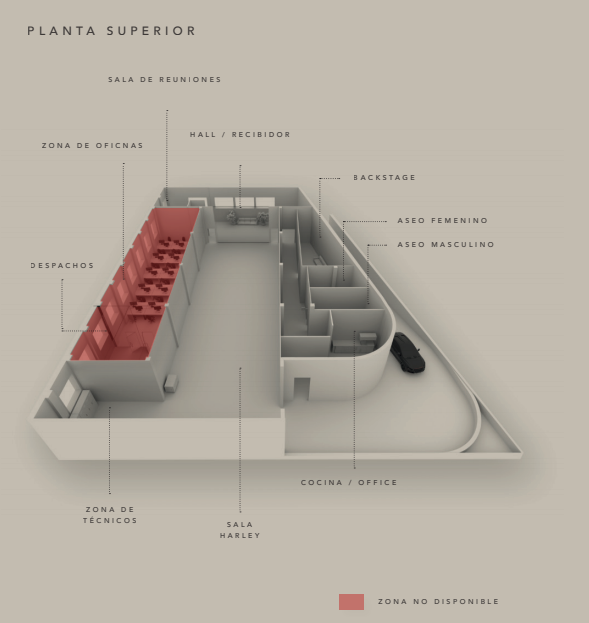 PLANTA SUPERIOR
SALA DE REUNIONES
HALL / RECIBIDOR
ZONA DE OFICNAS
BACKSTAGE
ASEO FEMENINO
ASEO MASCULINO
DESPACHOS
COCINA / OFFICE
ZONA DE
TÉCNICOS
SALA
HARLEY
ZONA NO DISPONIBLE